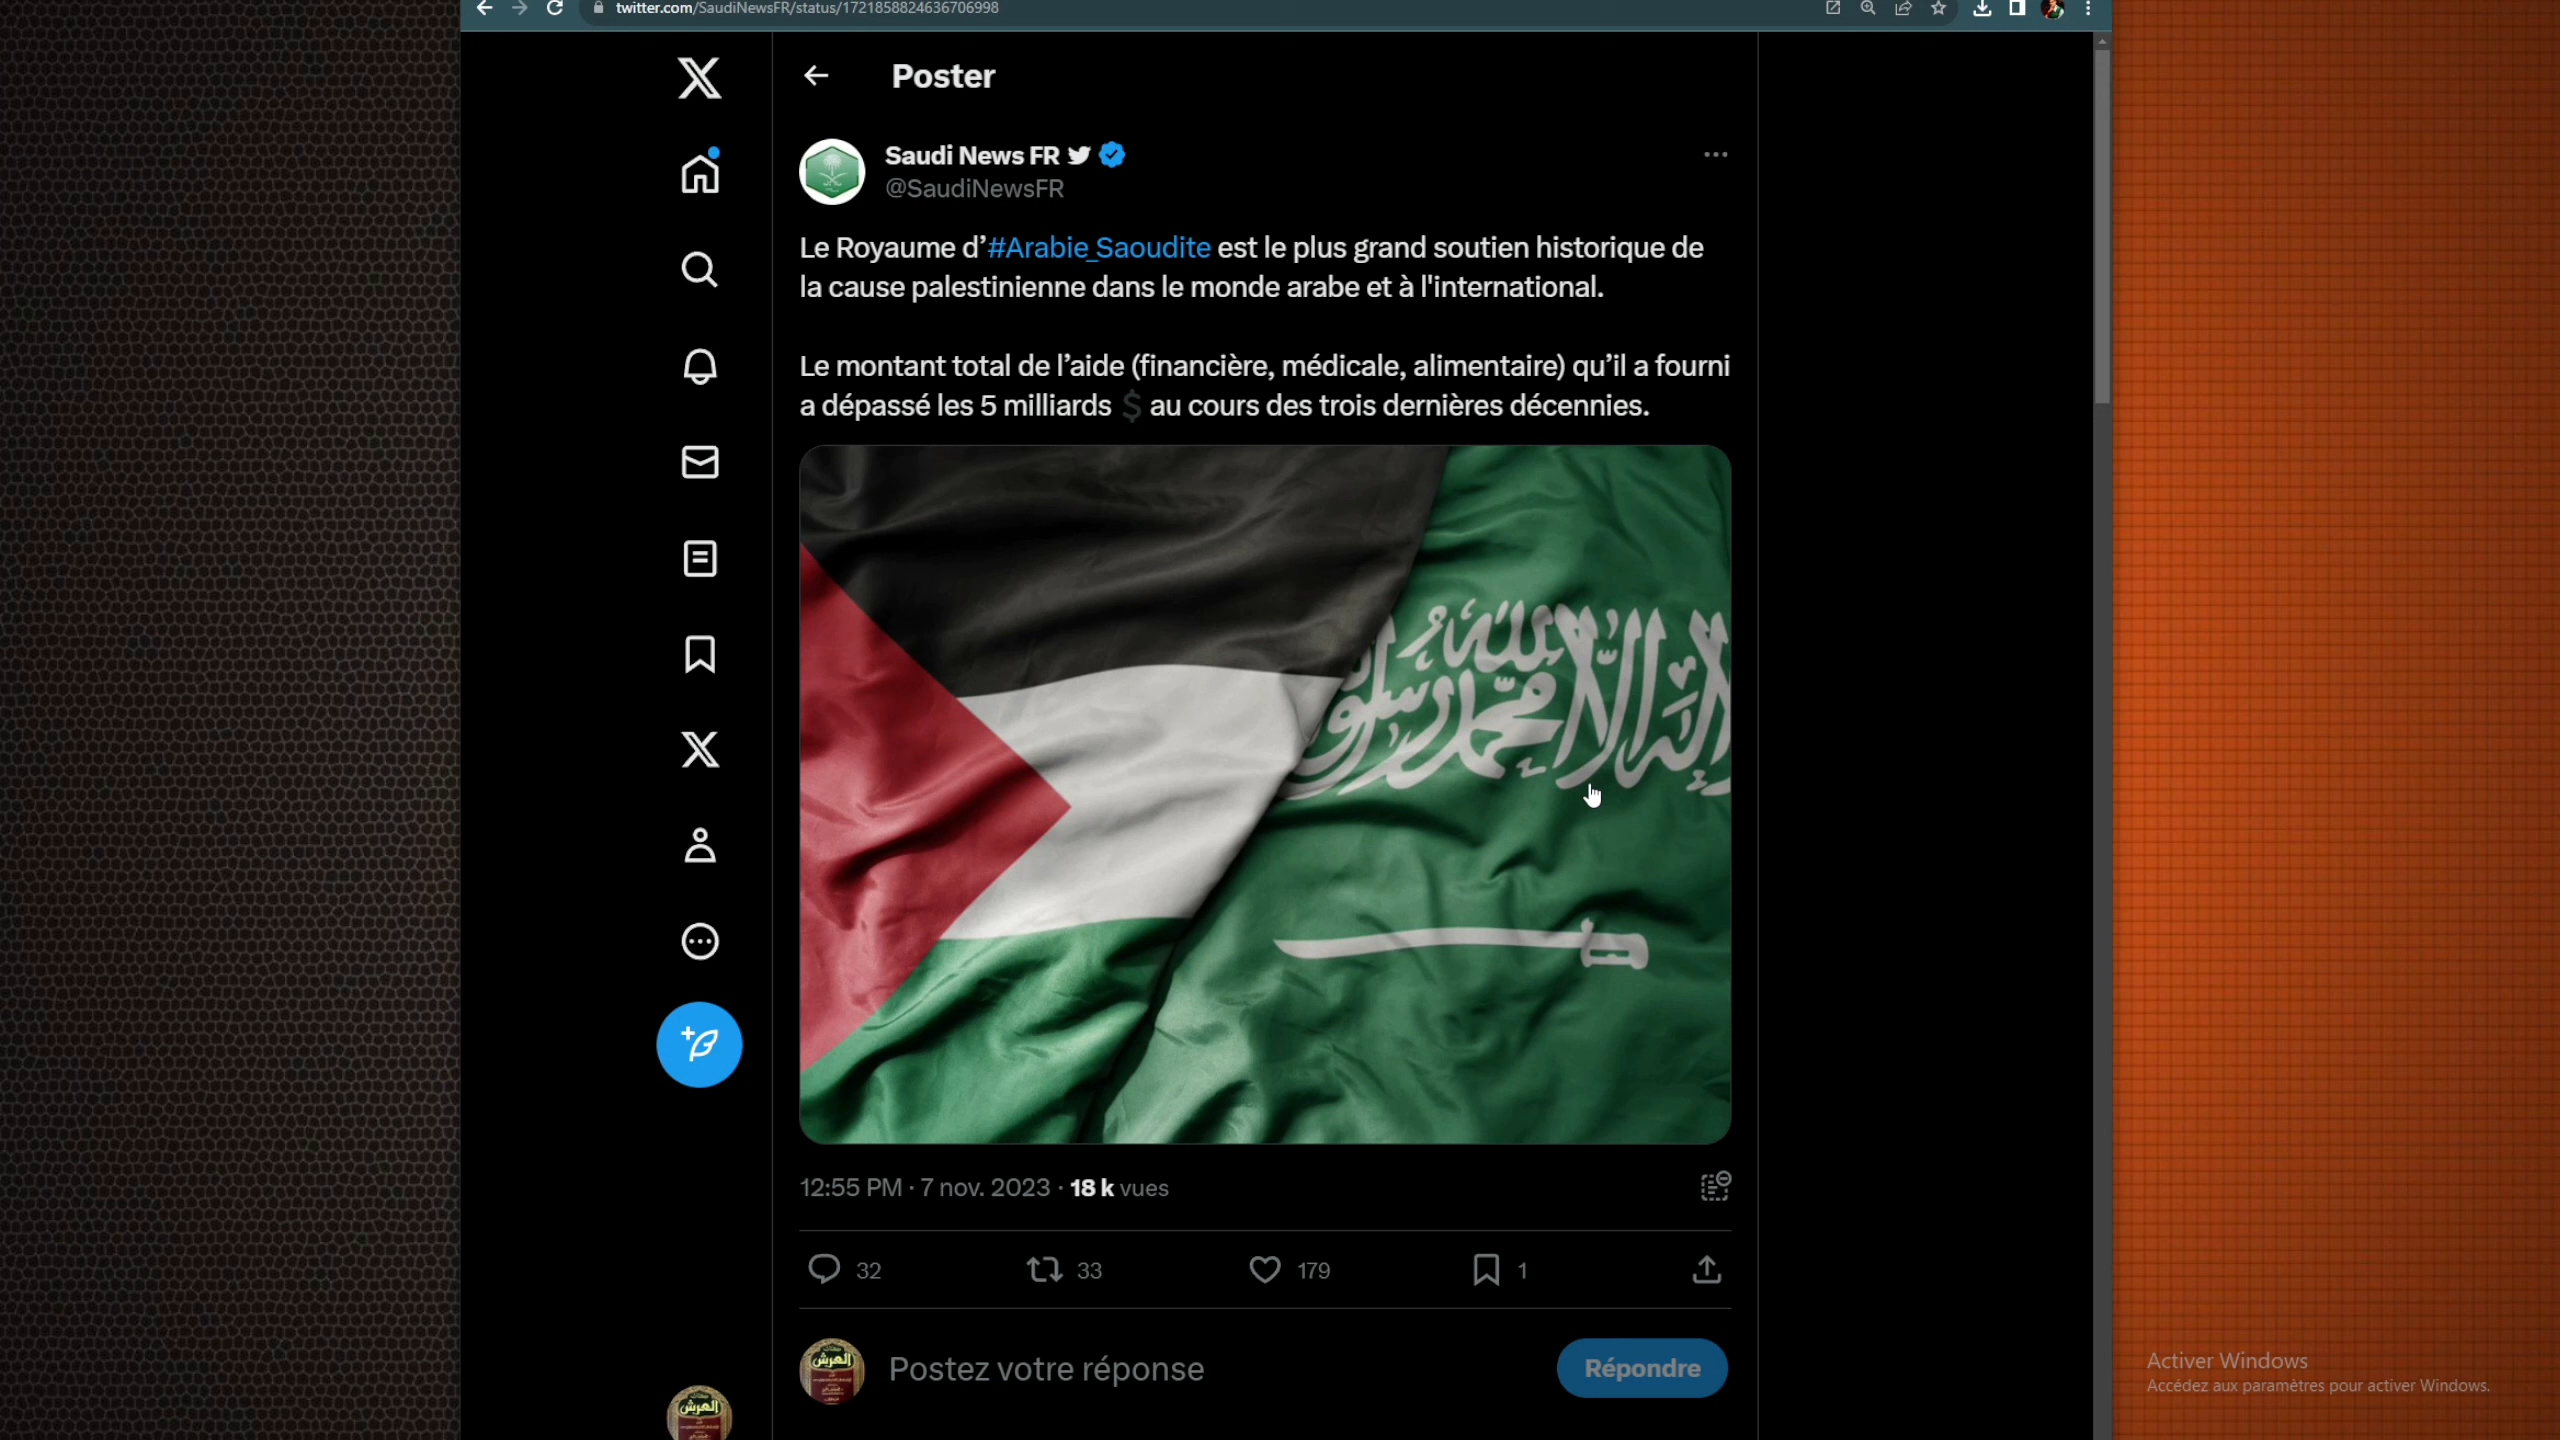 twitter.com/SaudiNewsFR/status/1721858824636706998
Poster
Saudi News FR
@SaudiNewsFR
Le Royaume d’#Arabie_Saoudite est le plus grand soutien historique de
la cause palestinienne dans le monde arabe et à l'international.
Le montant total de l’aide (financière, médicale, alimentaire) qu’il a fourni
a dépassé les 5 milliards $ au cours des trois dernières décennies.
12:55 PM · 7 nov. 2023 · 18 k vues
32 33 179 1
العرش
Postez votre réponse
Répondre
العرش
Activer Windows
Accédez aux paramètres pour activer Windows.